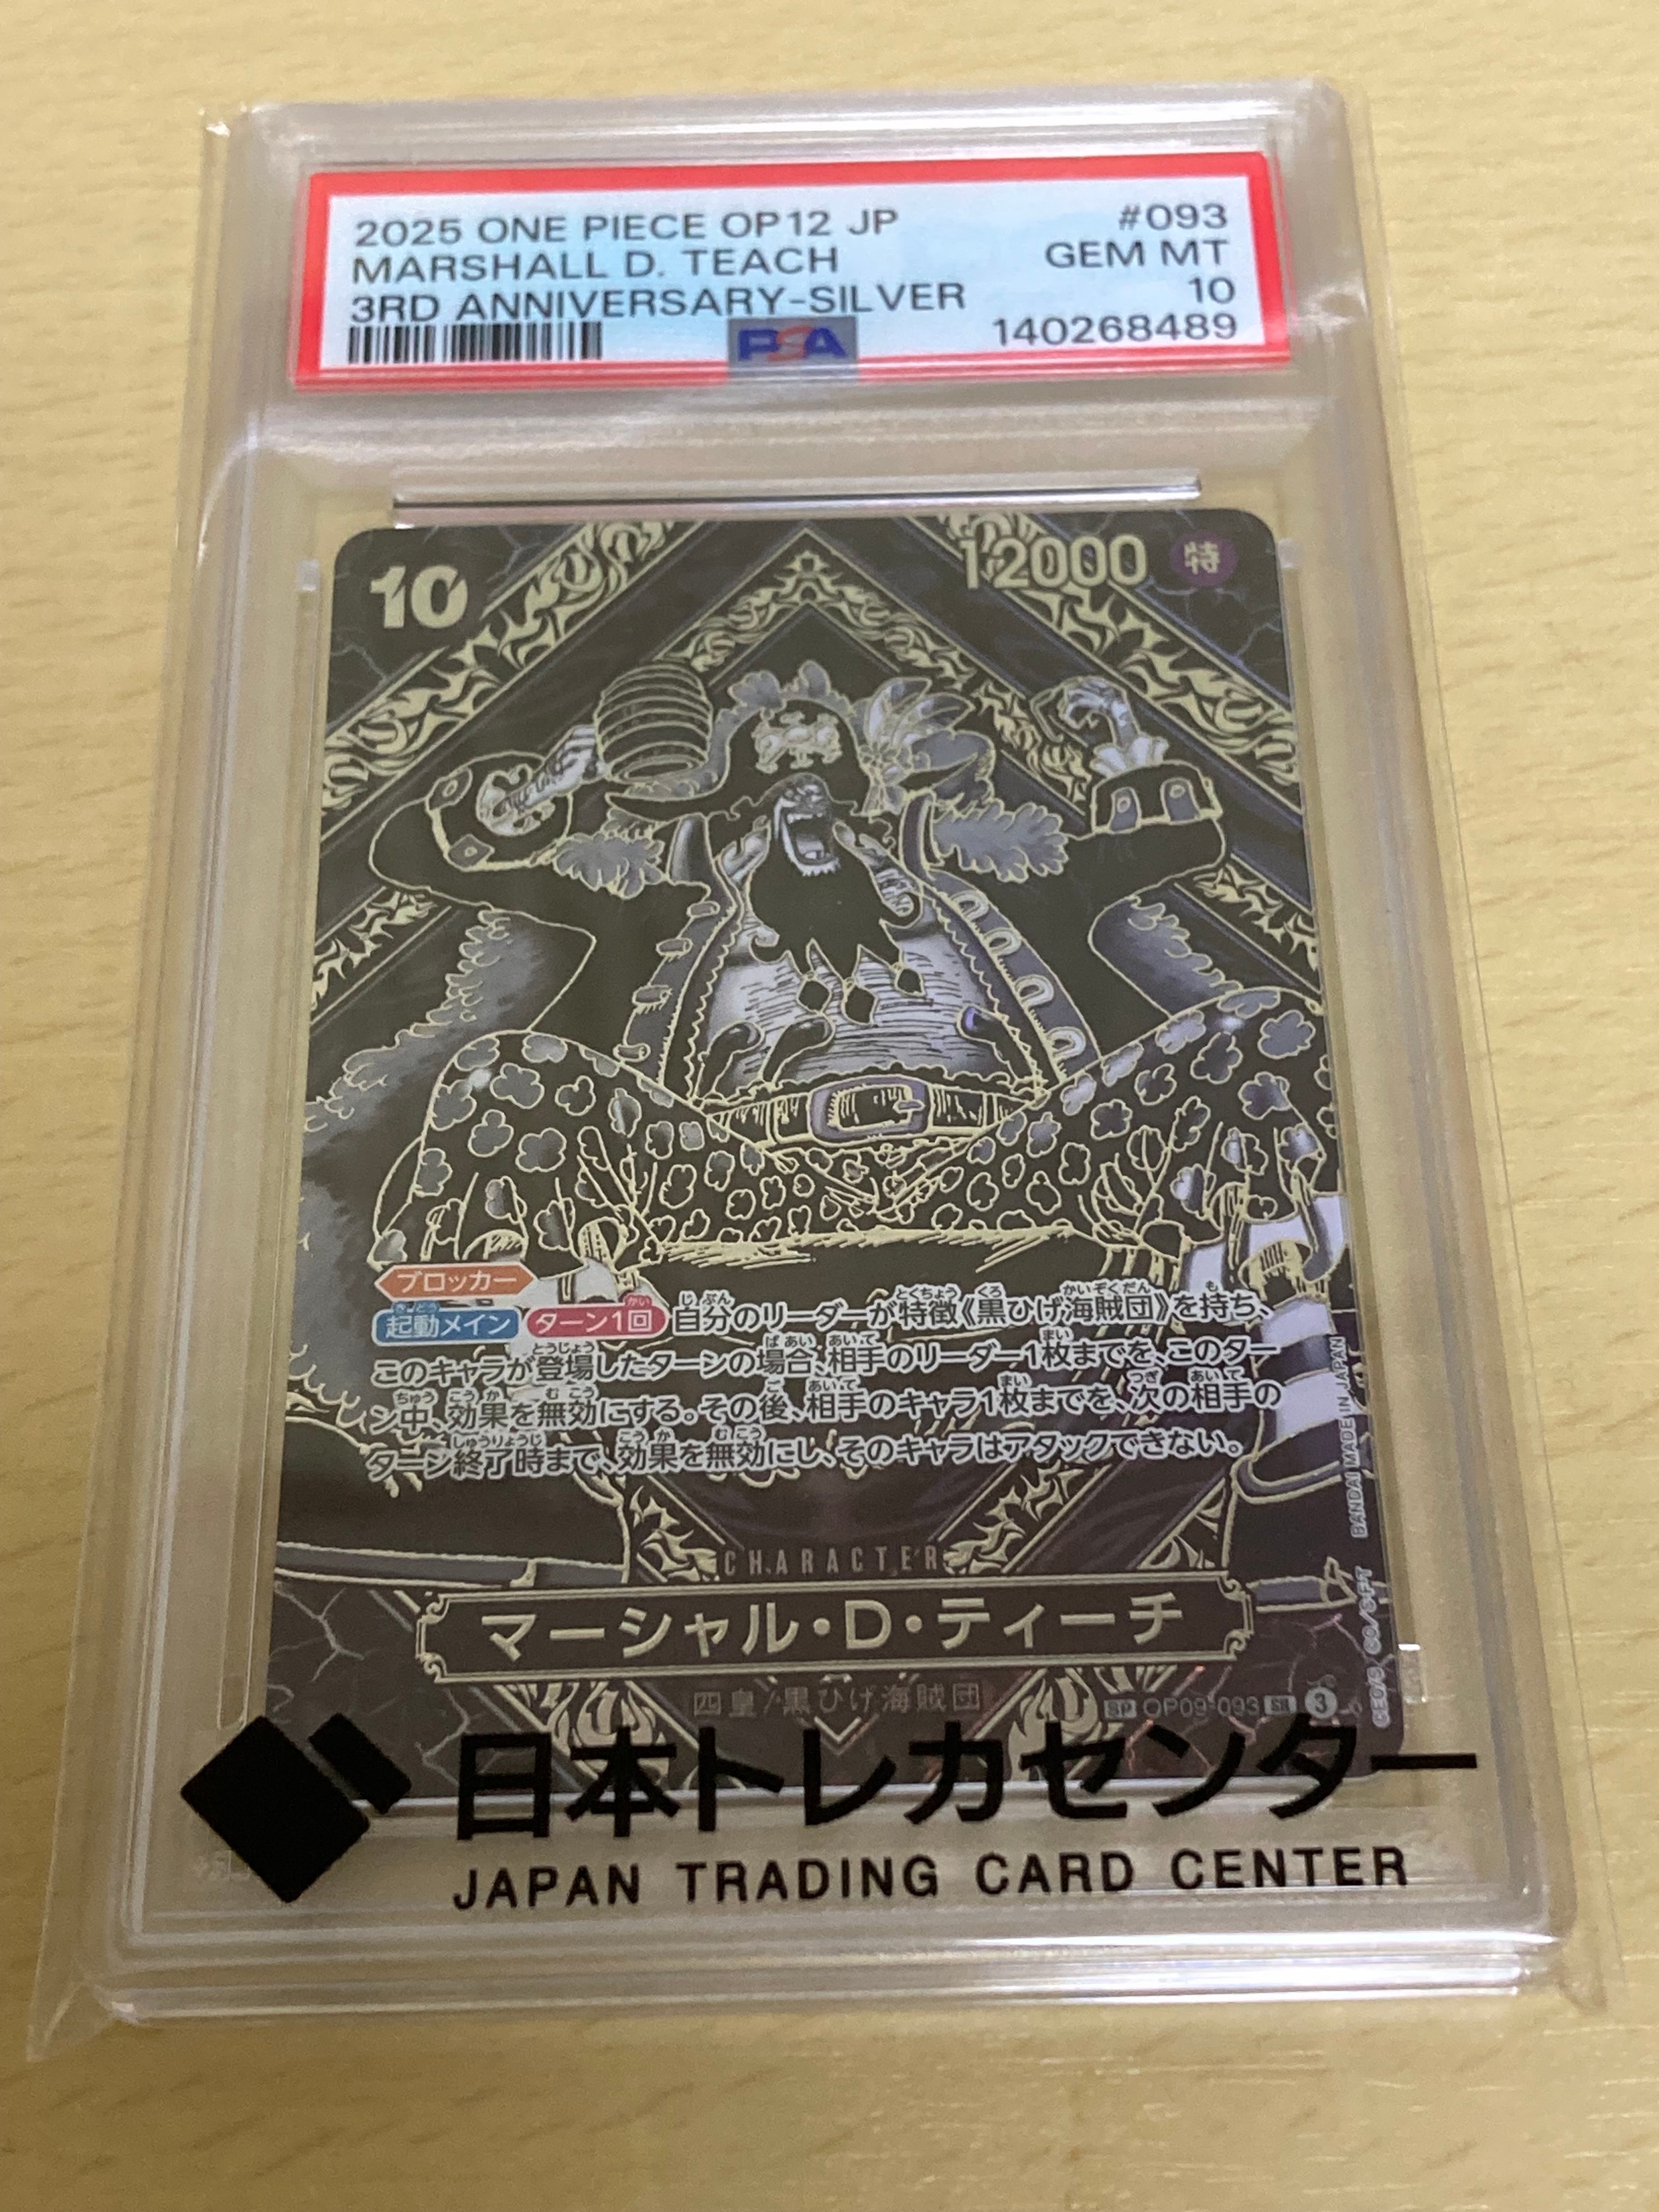 2025 ONE PIECE OP12 JP #093
MARSHALL D. TEACH GEM MT
3RD ANNIVERSARY-SILVER 10
PSA 140268489
10 12000 特
ブロッカー
起動メイン ターン1回 自分のリーダーが特徴《黒ひげ海賊団》を持ち、
このキャラが登場したターンの場合、相手のリーダー1枚までを、このター
ン中、効果を無効にする。その後、相手のキャラ1枚までを、次の相手の
ターン終了時まで、効果を無効にし、そのキャラはアタックできない。
BANDAI MADE IN JAPAN
CHARACTER
マーシャル・D・ティーチ
四皇/黒ひげ海賊団
SP OP09-093 SR 3
日本トレカセンター
JAPAN TRADING CARD CENTER